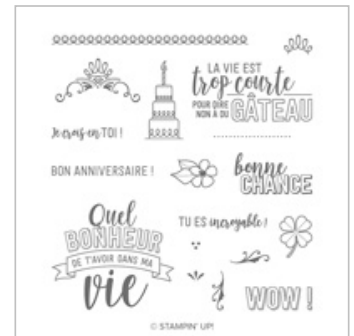 LA VIE EST
trop courte
POUR DIRE
NON À DU GÂTEAU
Je crois en TOI !
BON ANNIVERSAIRE !
bonne
CHANCE
Quel
BONHEUR
DE T'AVOIR DANS MA
vie
TU ES incroyable !
WOW !
© STAMPIN' UP!